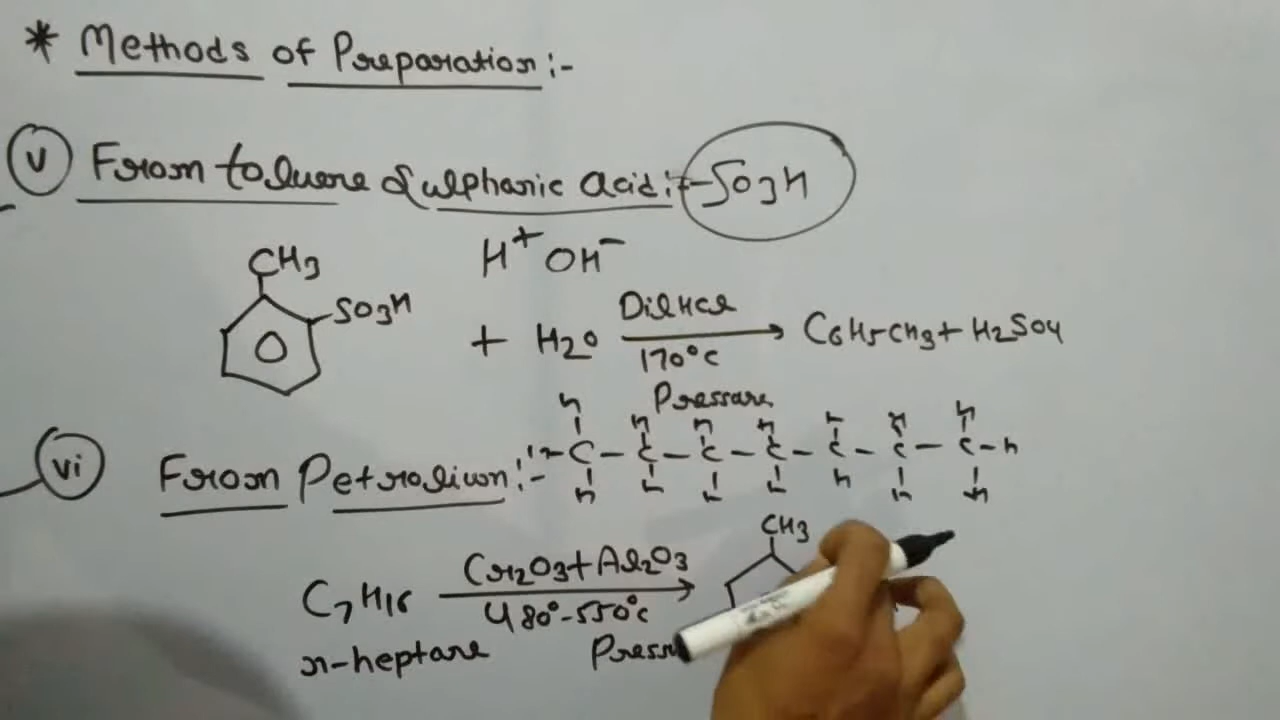 * Methods of Preparation:-
v From toluene Sulphonic Acid:- -SO3H
CH3
SO3H
H+ OH-
+ H2O Dil HCl 170°C Pressure C6H5CH3 + H2SO4
vi From Petrolium:-
H H H H H H H
H-C-C-C-C-C-C-C-H
H H H H H H H
C7H16 Cr2O3+Al2O3 480°-550°C CH3
n-heptane